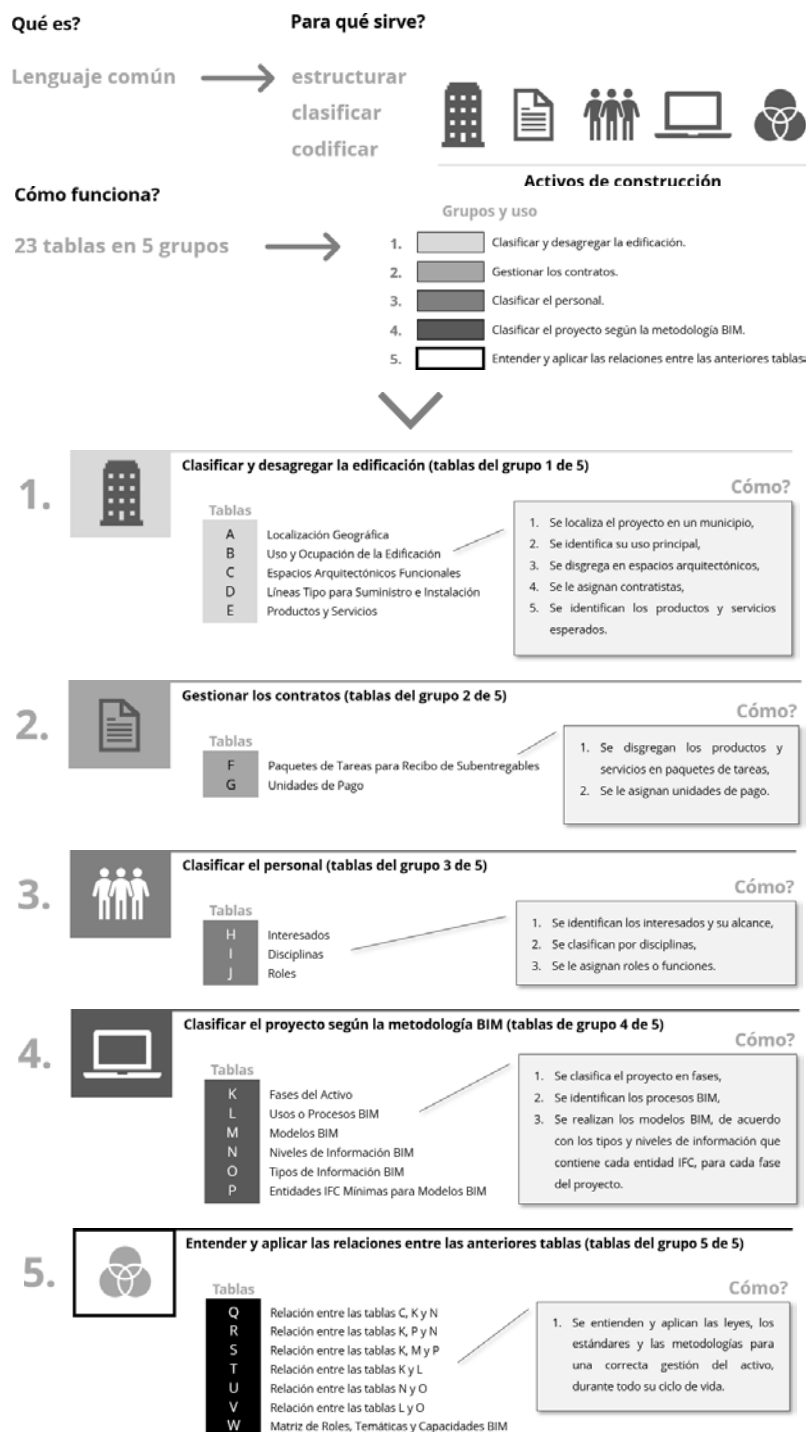 Qué es?
Para qué sirve?
Lenguaje común
estructurar
clasificar
codificar
Activos de construcción
Cómo funciona?
Grupos y uso
23 tablas en 5 grupos
1. Clasificar y desagregar la edificación.
2. Gestionar los contratos.
3. Clasificar el personal.
4. Clasificar el proyecto según la metodología BIM.
5. Entender y aplicar las relaciones entre las anteriores tablas
1.
Clasificar y desagregar la edificación (tablas del grupo 1 de 5)
Cómo?
Tablas
A Localización Geográfica
B Uso y Ocupación de la Edificación
C Espacios Arquitectónicos Funcionales
D Líneas Tipo para Suministro e Instalación
E Productos y Servicios
1. Se localiza el proyecto en un municipio,
2. Se identifica su uso principal,
3. Se disgrega en espacios arquitectónicos,
4. Se le asignan contratistas,
5. Se identifican los productos y servicios
esperados.
2.
Gestionar los contratos (tablas del grupo 2 de 5)
Cómo?
Tablas
F Paquetes de Tareas para Recibo de Subentregables
G Unidades de Pago
1. Se disgregan los productos y
servicios en paquetes de tareas,
2. Se le asignan unidades de pago.
3.
Clasificar el personal (tablas del grupo 3 de 5)
Cómo?
Tablas
H Interesados
I Disciplinas
J Roles
1. Se identifican los interesados y su alcance,
2. Se clasifican por disciplinas,
3. Se le asignan roles o funciones.
4.
Clasificar el proyecto según la metodología BIM (tablas de grupo 4 de 5)
Cómo?
Tablas
K Fases del Activo
L Usos o Procesos BIM
M Modelos BIM
N Niveles de Información BIM
O Tipos de Información BIM
P Entidades IFC Mínimas para Modelos BIM
1. Se clasifica el proyecto en fases,
2. Se identifican los procesos BIM,
3. Se realizan los modelos BIM, de acuerdo
con los tipos y niveles de información que
contiene cada entidad IFC, para cada fase
del proyecto.
5.
Entender y aplicar las relaciones entre las anteriores tablas (tablas del grupo 5 de 5)
Cómo?
Tablas
Q Relación entre las tablas C, K y N
R Relación entre las tablas K, P y N
S Relación entre las tablas K, M y P
T Relación entre las tablas K y L
U Relación entre las tablas N y O
V Relación entre las tablas L y O
W Matriz de Roles, Temáticas y Capacidades BIM
1. Se entienden y aplican las leyes, los
estándares y las metodologías para
una correcta gestión del activo,
durante todo su ciclo de vida.